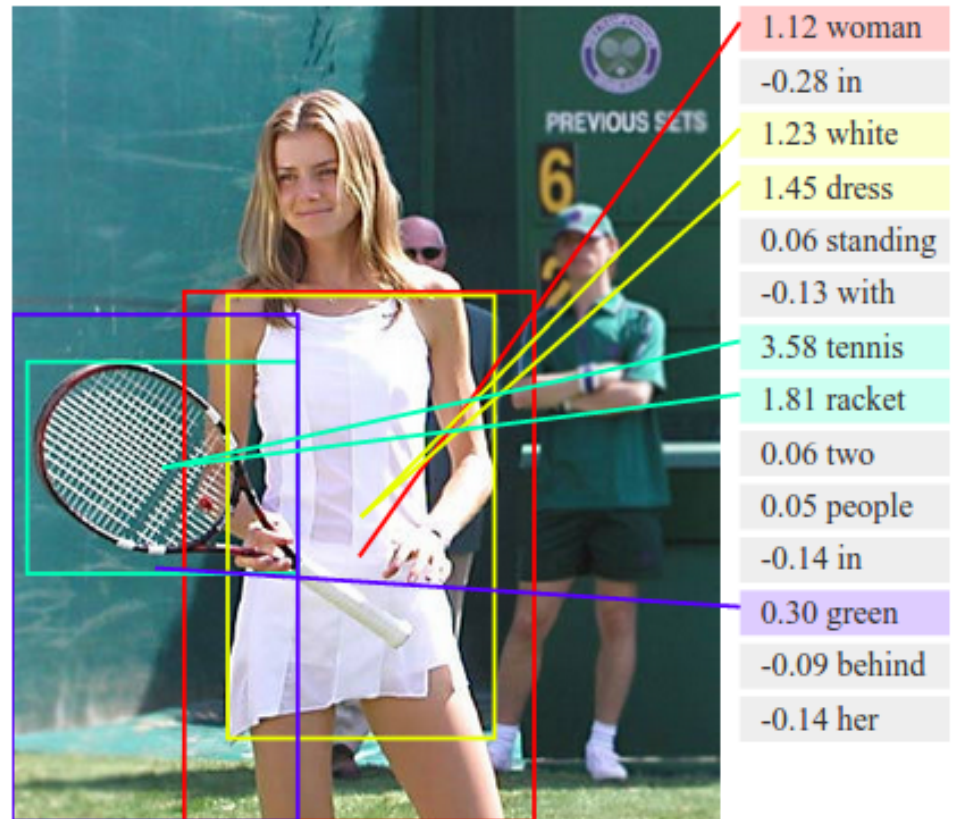 PREVIOUS SETS
6
1.12 woman
-0.28 in
1.23 white
1.45 dress
0.06 standing
-0.13 with
3.58 tennis
1.81 racket
0.06 two
0.05 people
-0.14 in
0.30 green
-0.09 behind
-0.14 her